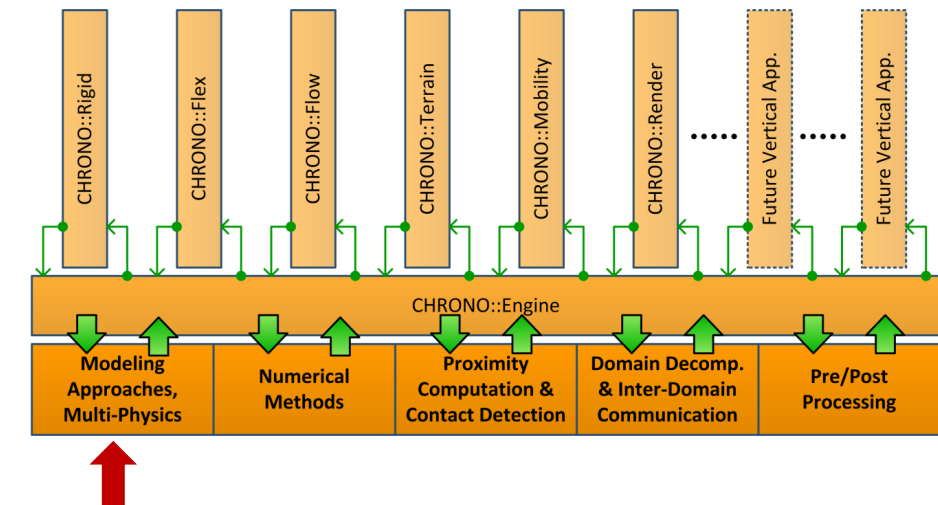 CHRONO::Rigid
CHRONO::Flex
CHRONO::Flow
CHRONO::Terrain
CHRONO::Mobility
CHRONO::Render
Future Vertical App.
Future Vertical App.
CHRONO::Engine
Modeling
Approaches,
Multi-Physics
Numerical
Methods
Proximity
Computation &
Contact Detection
Domain Decomp.
& Inter-Domain
Communication
Pre/Post
Processing